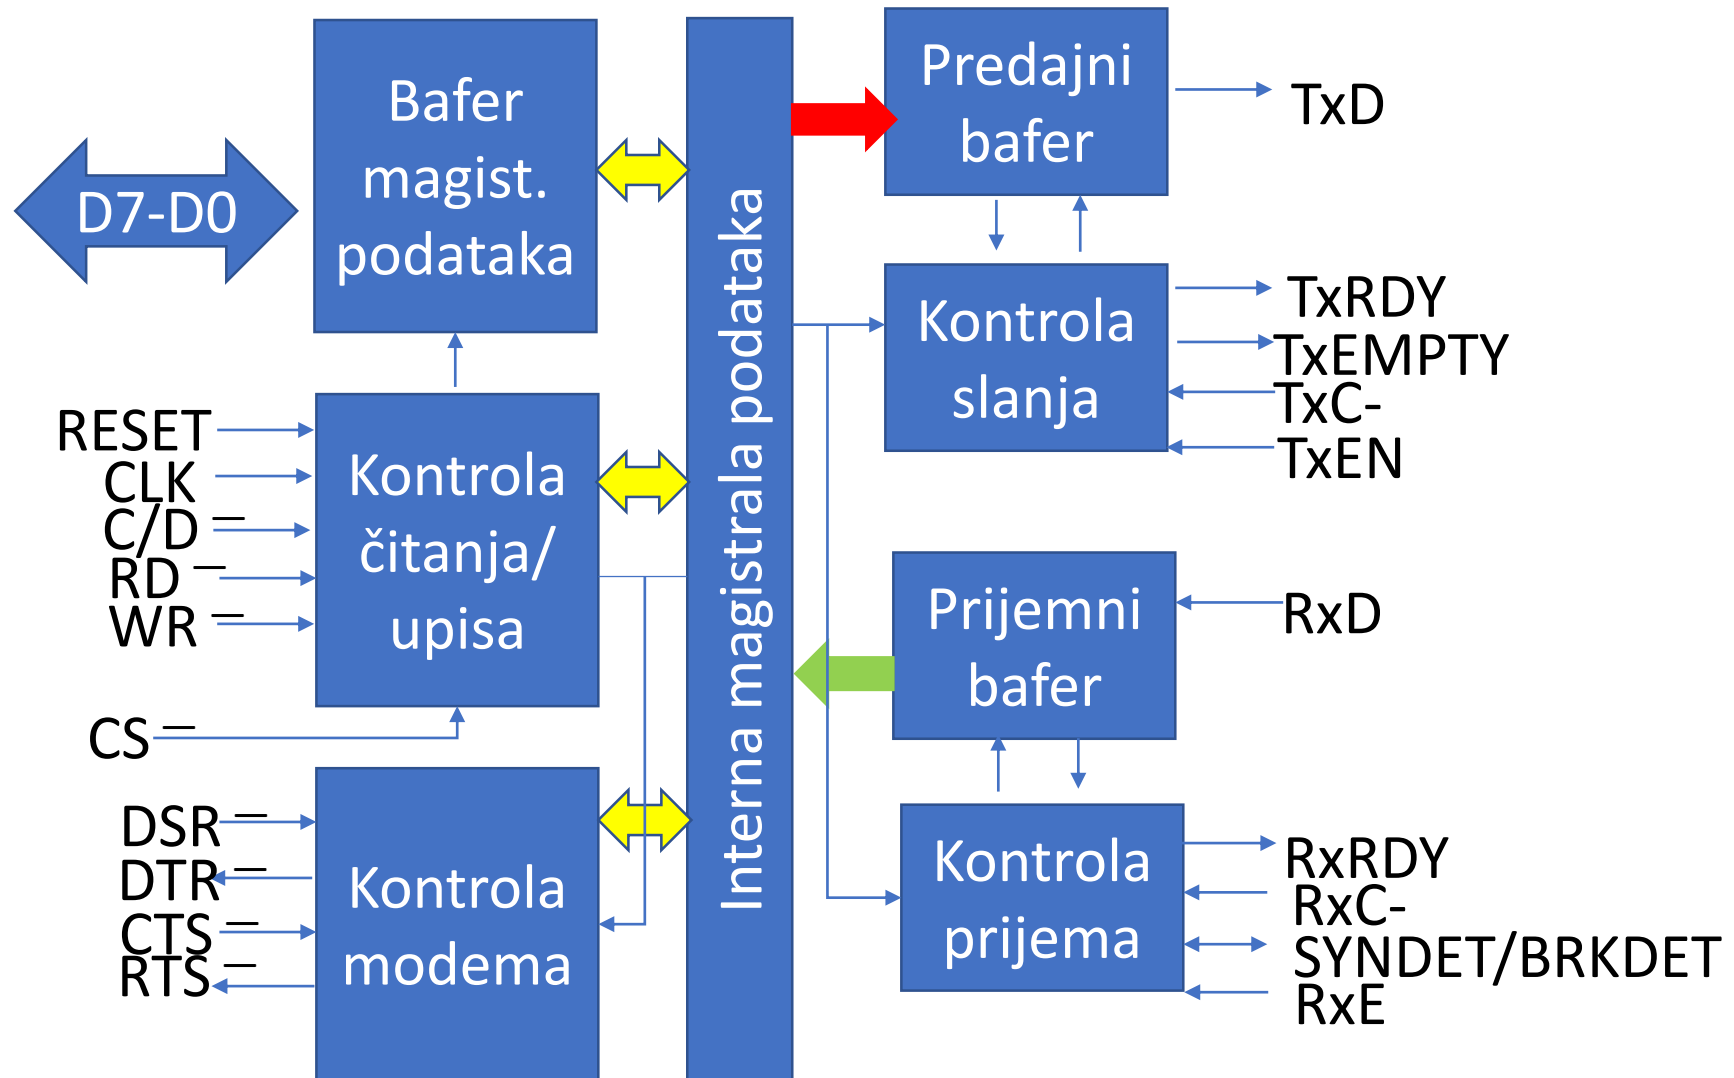 D7-D0
Bafer
magist.
podataka
RESET
CLK
C/D
RD
WR
Kontrola
čitanja/
upisa
CS
DSR
DTR
CTS
RTS
Kontrola
modema
Interna magistrala podataka
Predajni
bafer
TxD
Kontrola
slanja
TxRDY
TxEMPTY
TxC-
TxEN
Prijemni
bafer
RxD
Kontrola
prijema
RxRDY
RxC-
SYNDET/BRKDET
RxE